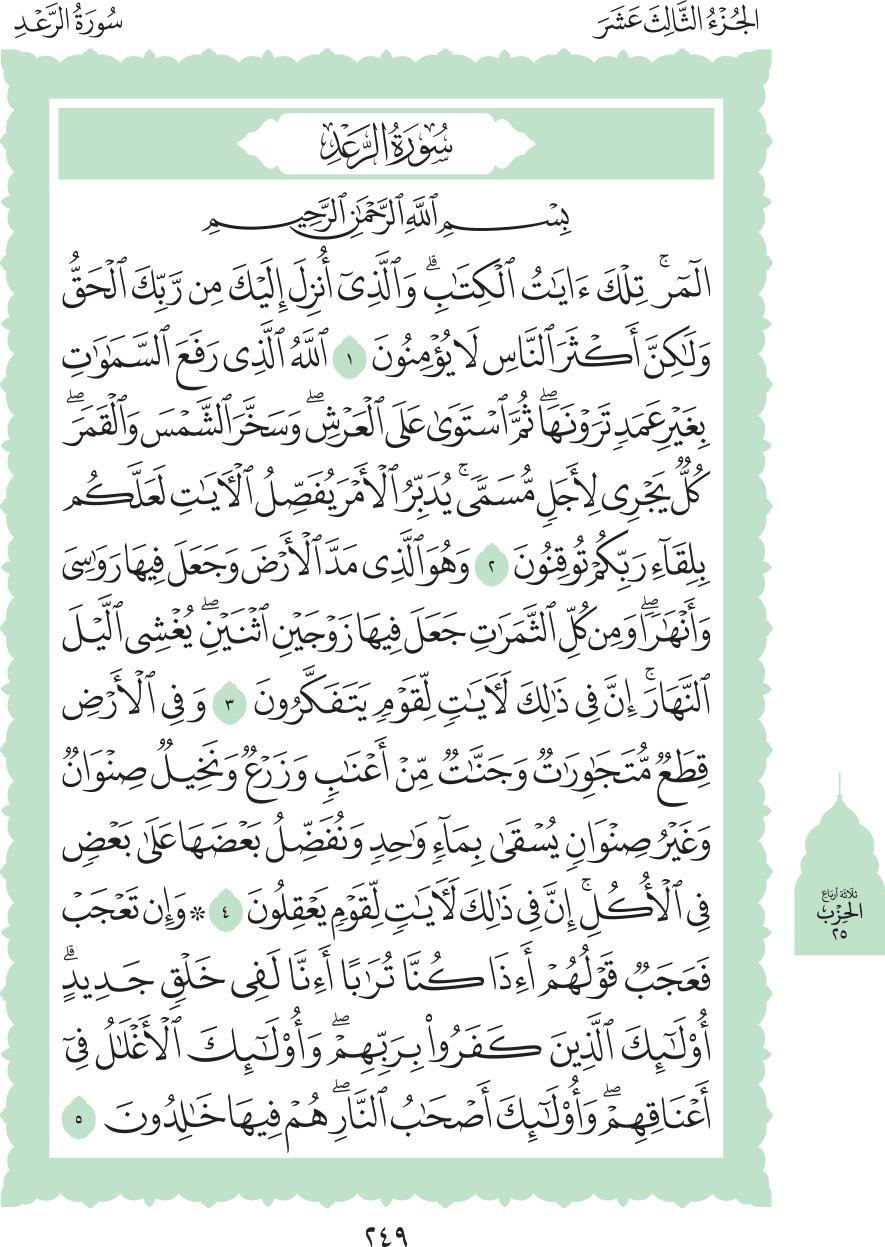 الجُزْءُ الثَّالِثَ عَشَرَ
سُورَةُ الرَّعْدِ
سُورَةُ الرَّعْدِ
بِسْمِ ٱللَّهِ ٱلرَّحْمَٰنِ ٱلرَّحِيمِ
الٓمٓرۚ تِلْكَ ءَايَٰتُ ٱلْكِتَٰبِۗ وَٱلَّذِىٓ أُنزِلَ إِلَيْكَ مِن رَّبِّكَ ٱلْحَقُّ
وَلَٰكِنَّ أَكْثَرَ ٱلنَّاسِ لَا يُؤْمِنُونَ ١ ٱللَّهُ ٱلَّذِى رَفَعَ ٱلسَّمَٰوَٰتِ
بِغَيْرِ عَمَدٍ تَرَوْنَهَاۖ ثُمَّ ٱسْتَوَىٰ عَلَى ٱلْعَرْشِۖ وَسَخَّرَ ٱلشَّمْسَ وَٱلْقَمَرَۖ
كُلٌّ يَجْرِى لِأَجَلٍ مُّسَمًّىۚ يُدَبِّرُ ٱلْأَمْرَ يُفَصِّلُ ٱلْأٓيَٰتِ لَعَلَّكُم
بِلِقَآءِ رَبِّكُمْ تُوقِنُونَ ٢ وَهُوَ ٱلَّذِى مَدَّ ٱلْأَرْضَ وَجَعَلَ فِيهَا رَوَٰسِىَ
وَأَنْهَٰرًاۖ وَمِن كُلِّ ٱلثَّمَرَٰتِ جَعَلَ فِيهَا زَوْجَيْنِ ٱثْنَيْنِۖ يُغْشِى ٱلَّيْلَ
ٱلنَّهَارَۚ إِنَّ فِى ذَٰلِكَ لَأٓيَٰتٍ لِّقَوْمٍ يَتَفَكَّرُونَ ٣ وَفِى ٱلْأَرْضِ
قِطَعٌ مُّتَجَٰوِرَٰتٌ وَجَنَّٰتٌ مِّنْ أَعْنَٰبٍ وَزَرْعٌ وَنَخِيلٌ صِنْوَانٌ
وَغَيْرُ صِنْوَانٍ يُسْقَىٰ بِمَآءٍ وَٰحِدٍ وَنُفَضِّلُ بَعْضَهَا عَلَىٰ بَعْضٍ
فِى ٱلْأُكُلِۚ إِنَّ فِى ذَٰلِكَ لَأٓيَٰتٍ لِّقَوْمٍ يَعْقِلُونَ ٤ ۞ وَإِن تَعْجَبْ
فَعَجَبٌ قَوْلُهُمْ أَءِذَا كُنَّا تُرَٰبًا أَءِنَّا لَفِى خَلْقٍ جَدِيدٍۗ
أُو۟لَٰٓئِكَ ٱلَّذِينَ كَفَرُوا۟ بِرَبِّهِمْۖ وَأُو۟لَٰٓئِكَ ٱلْأَغْلَٰلُ فِىٓ
أَعْنَاقِهِمْۖ وَأُو۟لَٰٓئِكَ أَصْحَٰبُ ٱلنَّارِۖ هُمْ فِيهَا خَٰلِدُونَ ٥
ثلاثة أرباع
الحِزْب
٢٥
٢٤٩